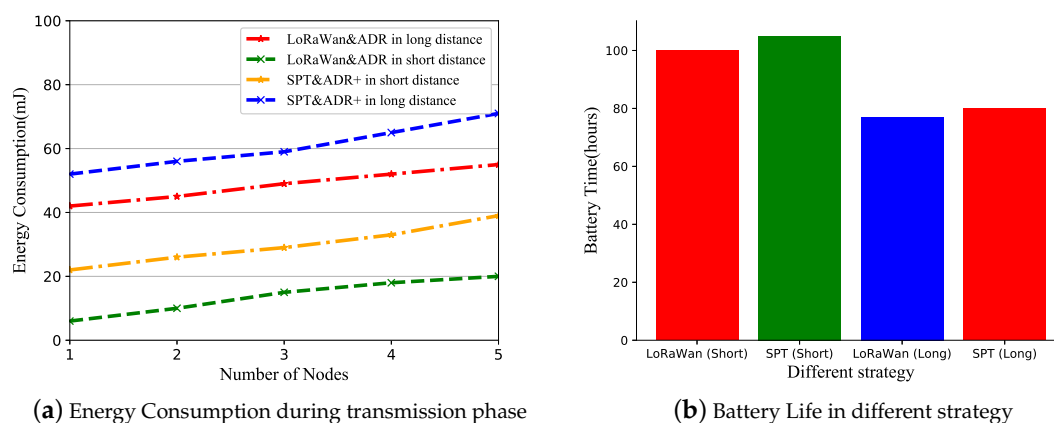 100
80
60
40
20
0
Energy Consumption(mJ)
LoRaWan&ADR in long distance
LoRaWan&ADR in short distance
SPT&ADR+ in short distance
SPT&ADR+ in long distance
1 2 3 4 5
Number of Nodes
(a) Energy Consumption during transmission phase
100
80
60
40
20
0
Battery Time(hours)
LoRaWan (Short) SPT (Short) LoRaWan (Long) SPT (Long)
Different strategy
(b) Battery Life in different strategy